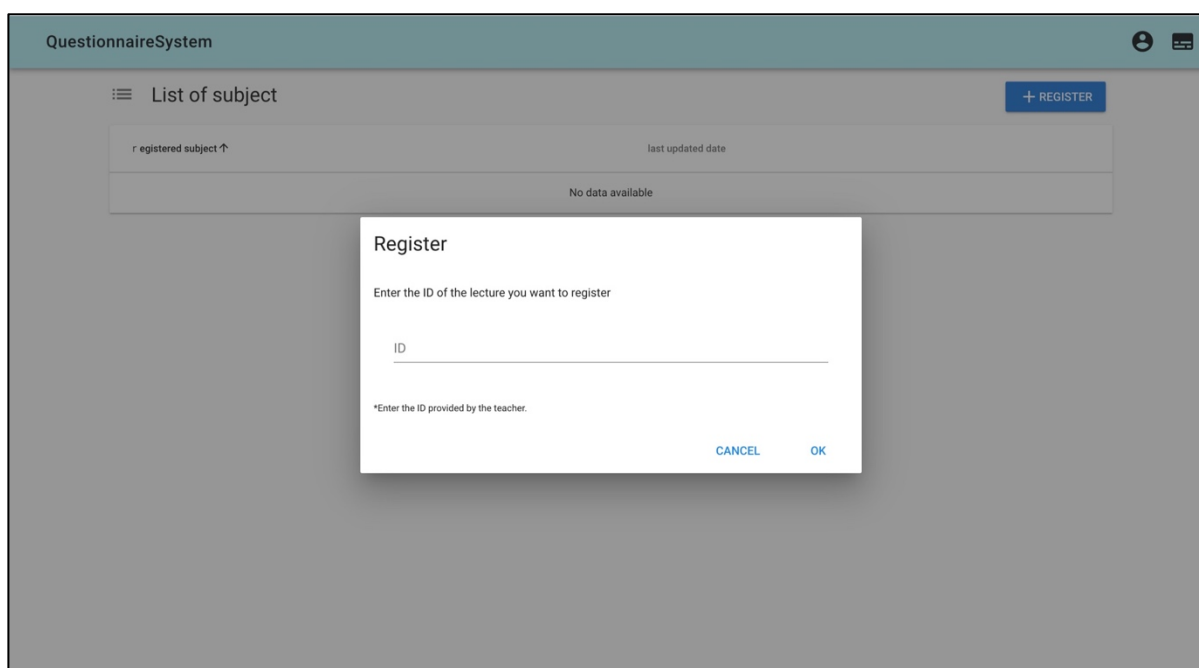 QuestionnaireSystem
List of subject
+ REGISTER
r egistered subject ↑ last updated date
No data available
Register
Enter the ID of the lecture you want to register
ID
*Enter the ID provided by the teacher.
CANCEL OK